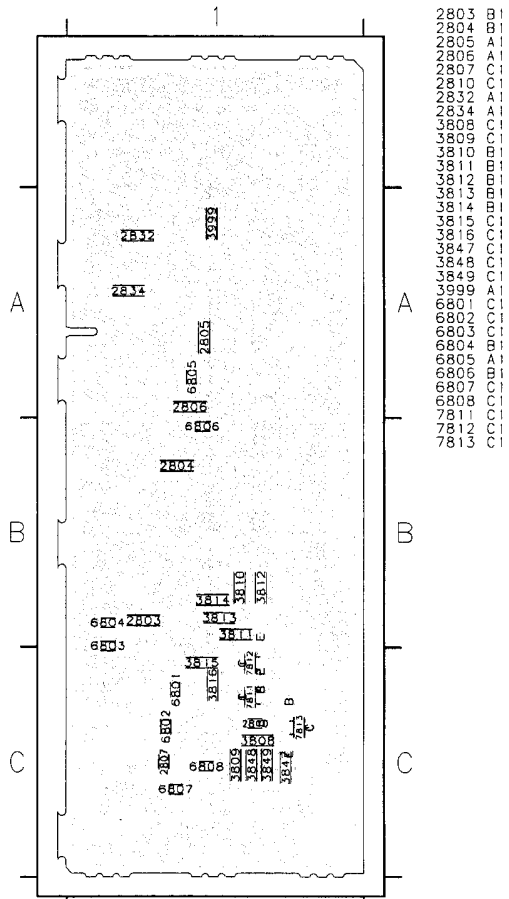 1
2803 B1
2804 B1
2805 A1
2806 A1
2807 C1
2810 C1
2832 A1
2834 A1
3808 C1
3809 C1
3810 B1
3811 B1
3812 B1
3813 B1
3814 B1
3815 C1
3816 C1
3847 C1
3848 C1
3849 C1
3999 A1
6801 C1
6802 C1
6803 C1
6804 B1
6805 A1
6806 B1
6807 C1
6808 C1
7811 C1
7812 C1
7813 C1
3999
2832
2834
A
A
2805
6805
2806
6806
2804
B
B
3810
3812
3814
3813
6804
2803
3811
E
6803
3815
7812
3816
6801
7811
B
B
6802
7813
C
3808
C
C
2807
6808
3809
3848
3849
3847
6807